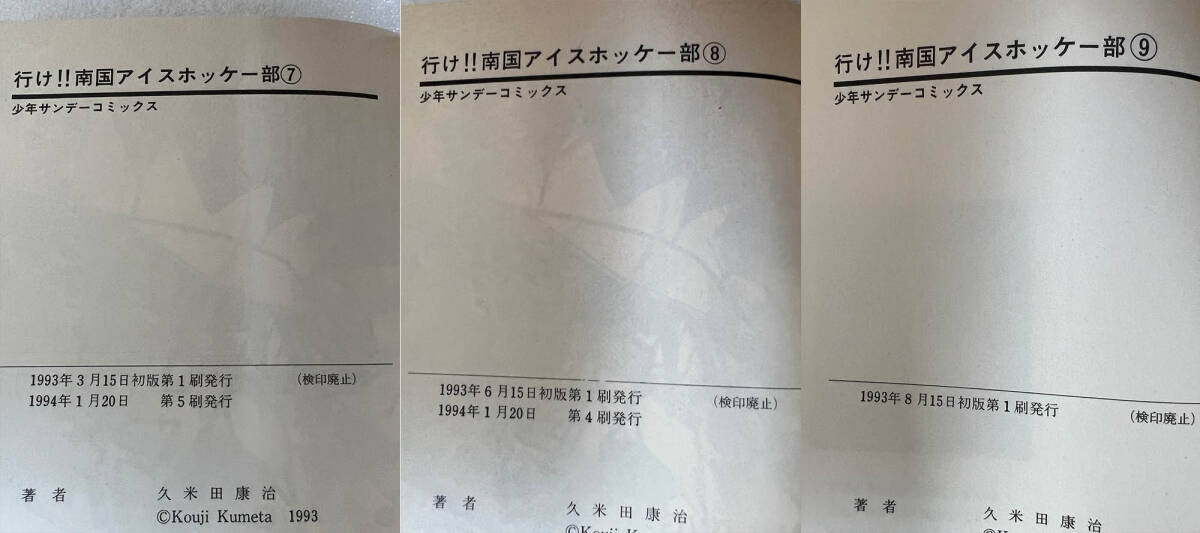 行け!!南国アイスホッケー部⑦
少年サンデーコミックス
1993年3月15日初版第1刷発行 (検印廃止)
1994年1月20日 第5刷発行
著者 久米田康治
©Kouji Kumeta 1993
行け!!南国アイスホッケー部⑧
少年サンデーコミックス
1993年6月15日初版第1刷発行 (検印廃止)
1994年1月20日 第4刷発行
著者 久米田康治
©Kouji
行け!!南国アイスホッケー部⑨
少年サンデーコミックス
1993年8月15日初版第1刷発行 (検印廃止)
著者 久米田康治